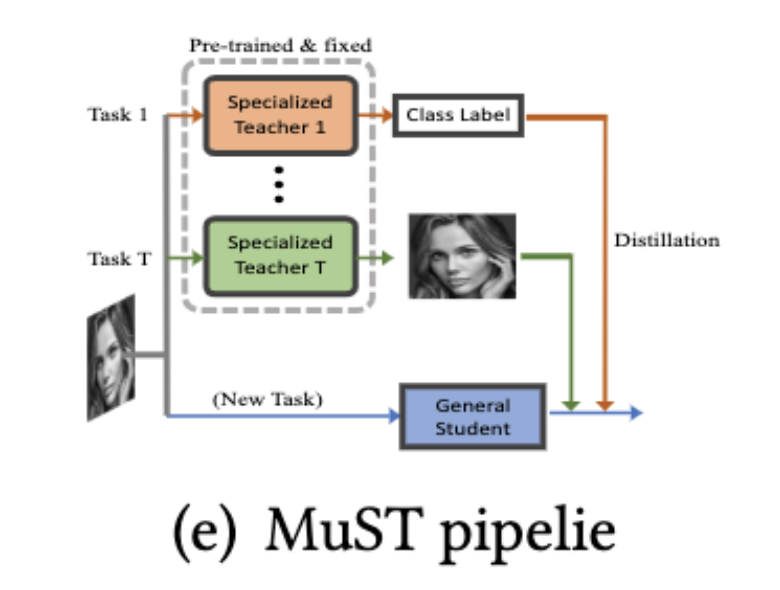 Pre-trained & fixed
Task 1
Specialized
Teacher 1
Class Label
Task T
Specialized
Teacher T
Distillation
(New Task)
General
Student
(e) MuST pipelie